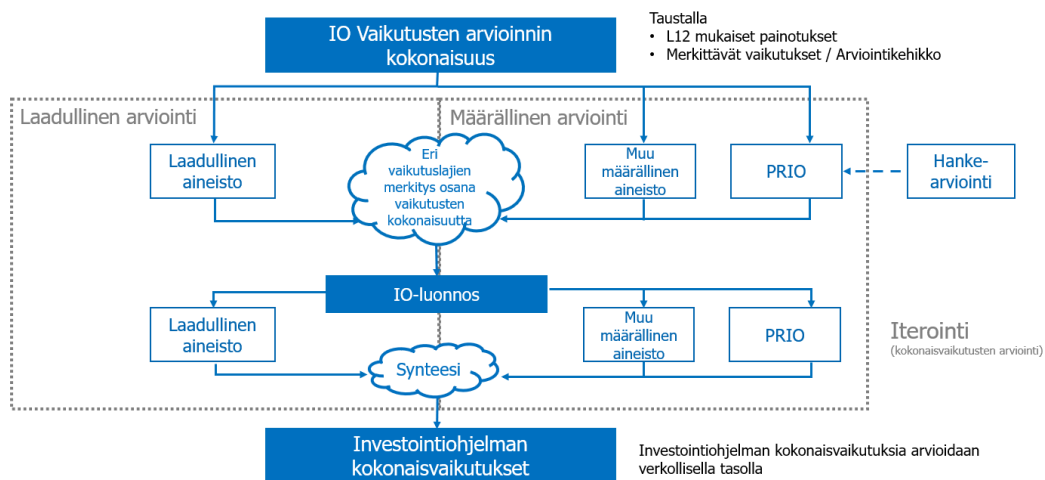 IO Vaikutusten arvioinnin
kokonaisuus
Taustalla
• L12 mukaiset painotukset
• Merkittävät vaikutukset / Arviointikehikko
Laadullinen arviointi
Määrällinen arviointi
Laadullinen
aineisto
Eri
vaikutuslajien
merkitys osana
vaikutusten
kokonaisuutta
Muu
määrällinen
aineisto
PRIO
Hanke-
arviointi
IO-luonnos
Laadullinen
aineisto
Synteesi
Muu
määrällinen
aineisto
PRIO
Iterointi
(kokonaisvaikutusten arviointi)
Investointiohjelman
kokonaisvaikutukset
Investointiohjelman kokonaisvaikutuksia arvioidaan
verkollisella tasolla